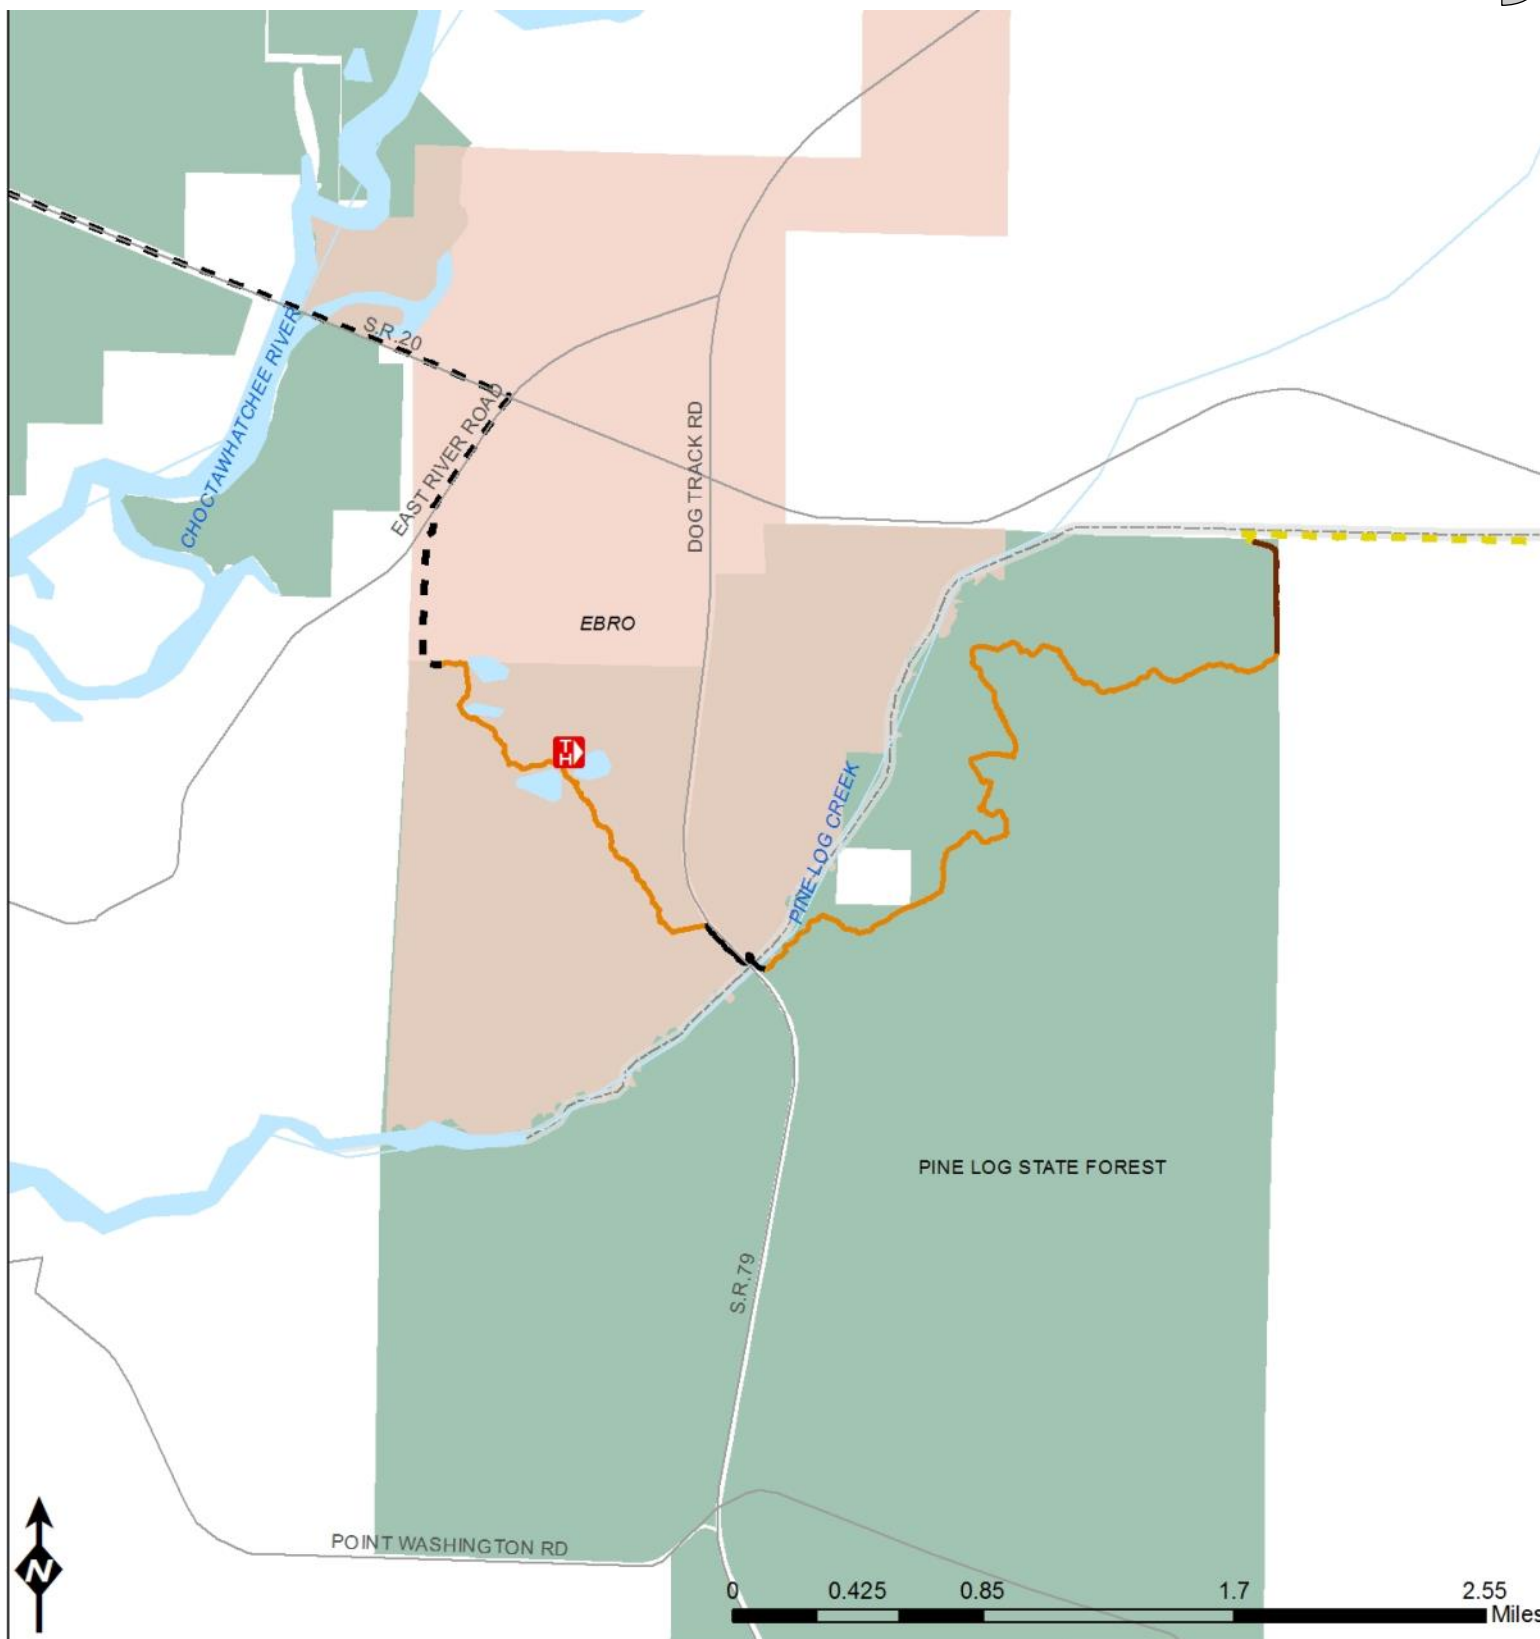 S.R.20
CHOCTAWHATCHEE RIVER
EAST RIVER ROAD
DOG TRACK RD
EBRO
TH
PINE LOG CREEK
PINE LOG STATE FOREST
S.R.79
POINT WASHINGTON RD
N
0 0.425 0.85 1.7 2.55
Miles